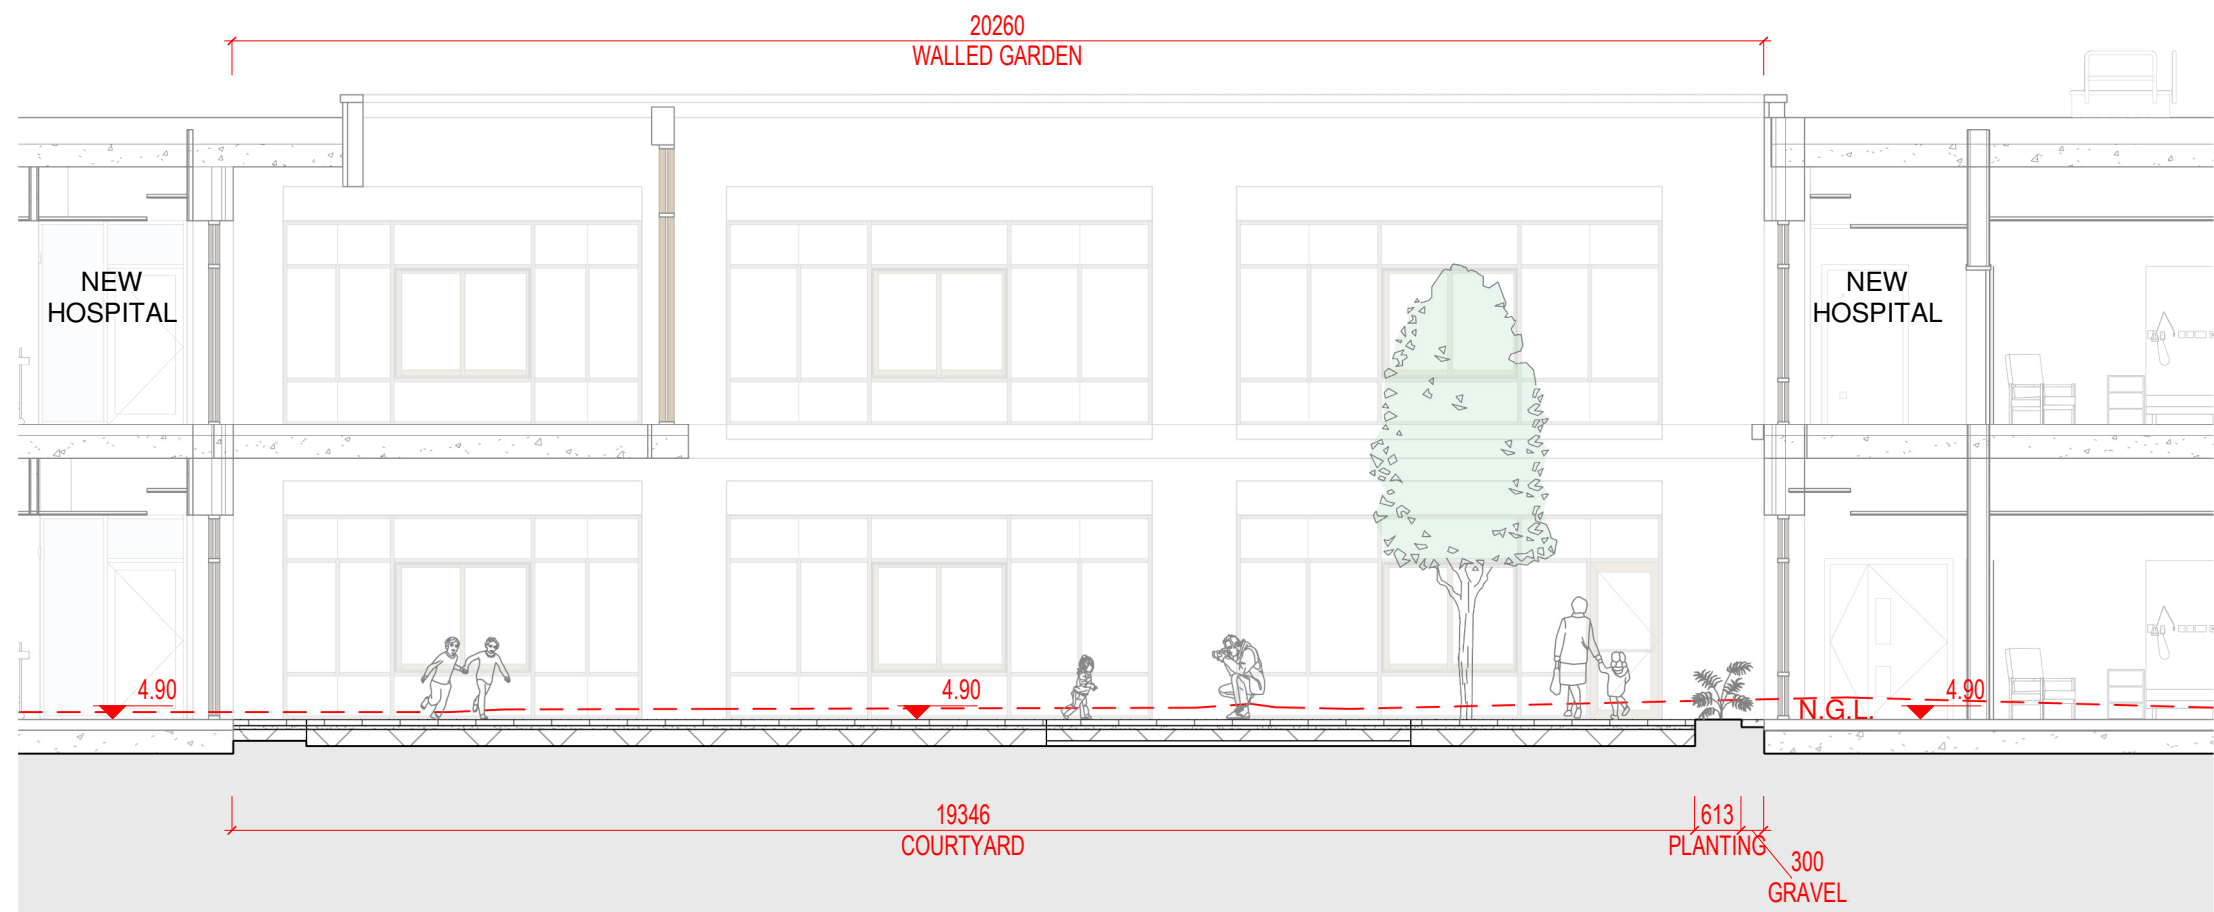 20260
WALLED GARDEN
NEW
HOSPITAL
NEW
HOSPITAL
4.90
4.90
4.90
N.G.L.
19346
COURTYARD
613
PLANTING
300
GRAVEL